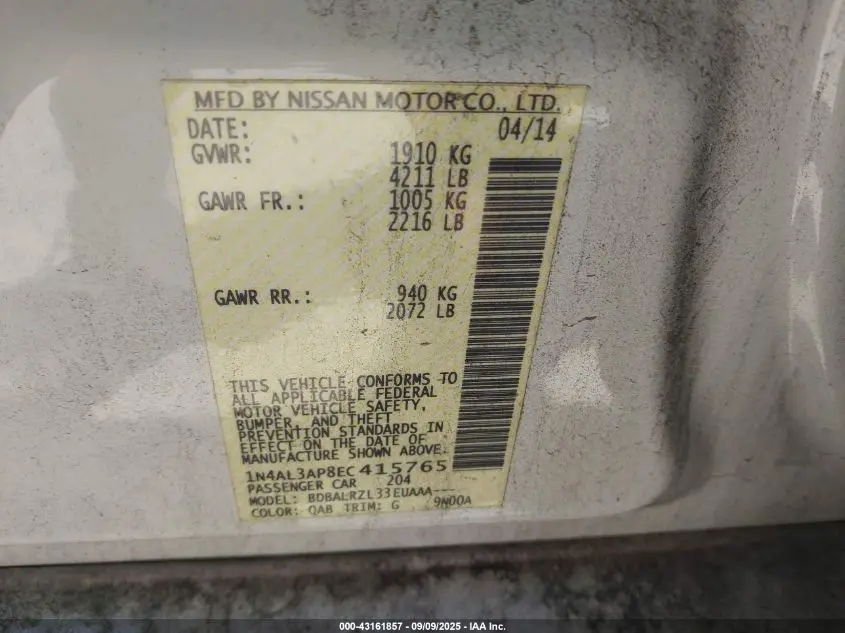 MFD BY NISSAN MOTOR CO., LTD.
DATE: 04/14
GVWR: 1910 KG
4211 LB
GAWR FR.: 1005 KG
2216 LB
GAWR RR.: 940 KG
2072 LB
THIS VEHICLE CONFORMS TO
ALL APPLICABLE FEDERAL
MOTOR VEHICLE SAFETY,
BUMPER, AND THEFT
PREVENTION STANDARDS IN
EFFECT ON THE DATE OF
MANUFACTURE SHOWN ABOVE.
1N4AL3AP8EC415765
PASSENGER CAR 204
MODEL: BDBALRZL33EUAAA---
COLOR: QAB TRIM: G 9N00A
000-43161857 - 09/09/2025 - IAA Inc.